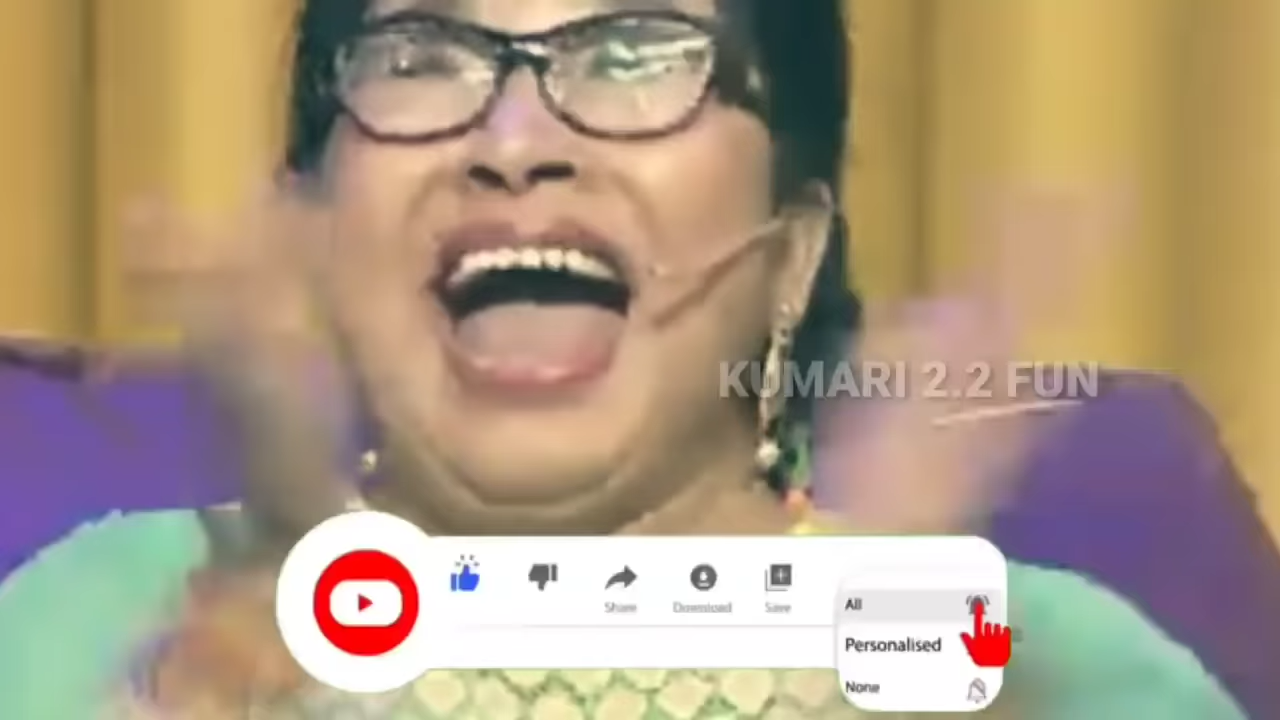 KUMARI 2.2 FUN
Share
Download
Save
All
Personalised
None